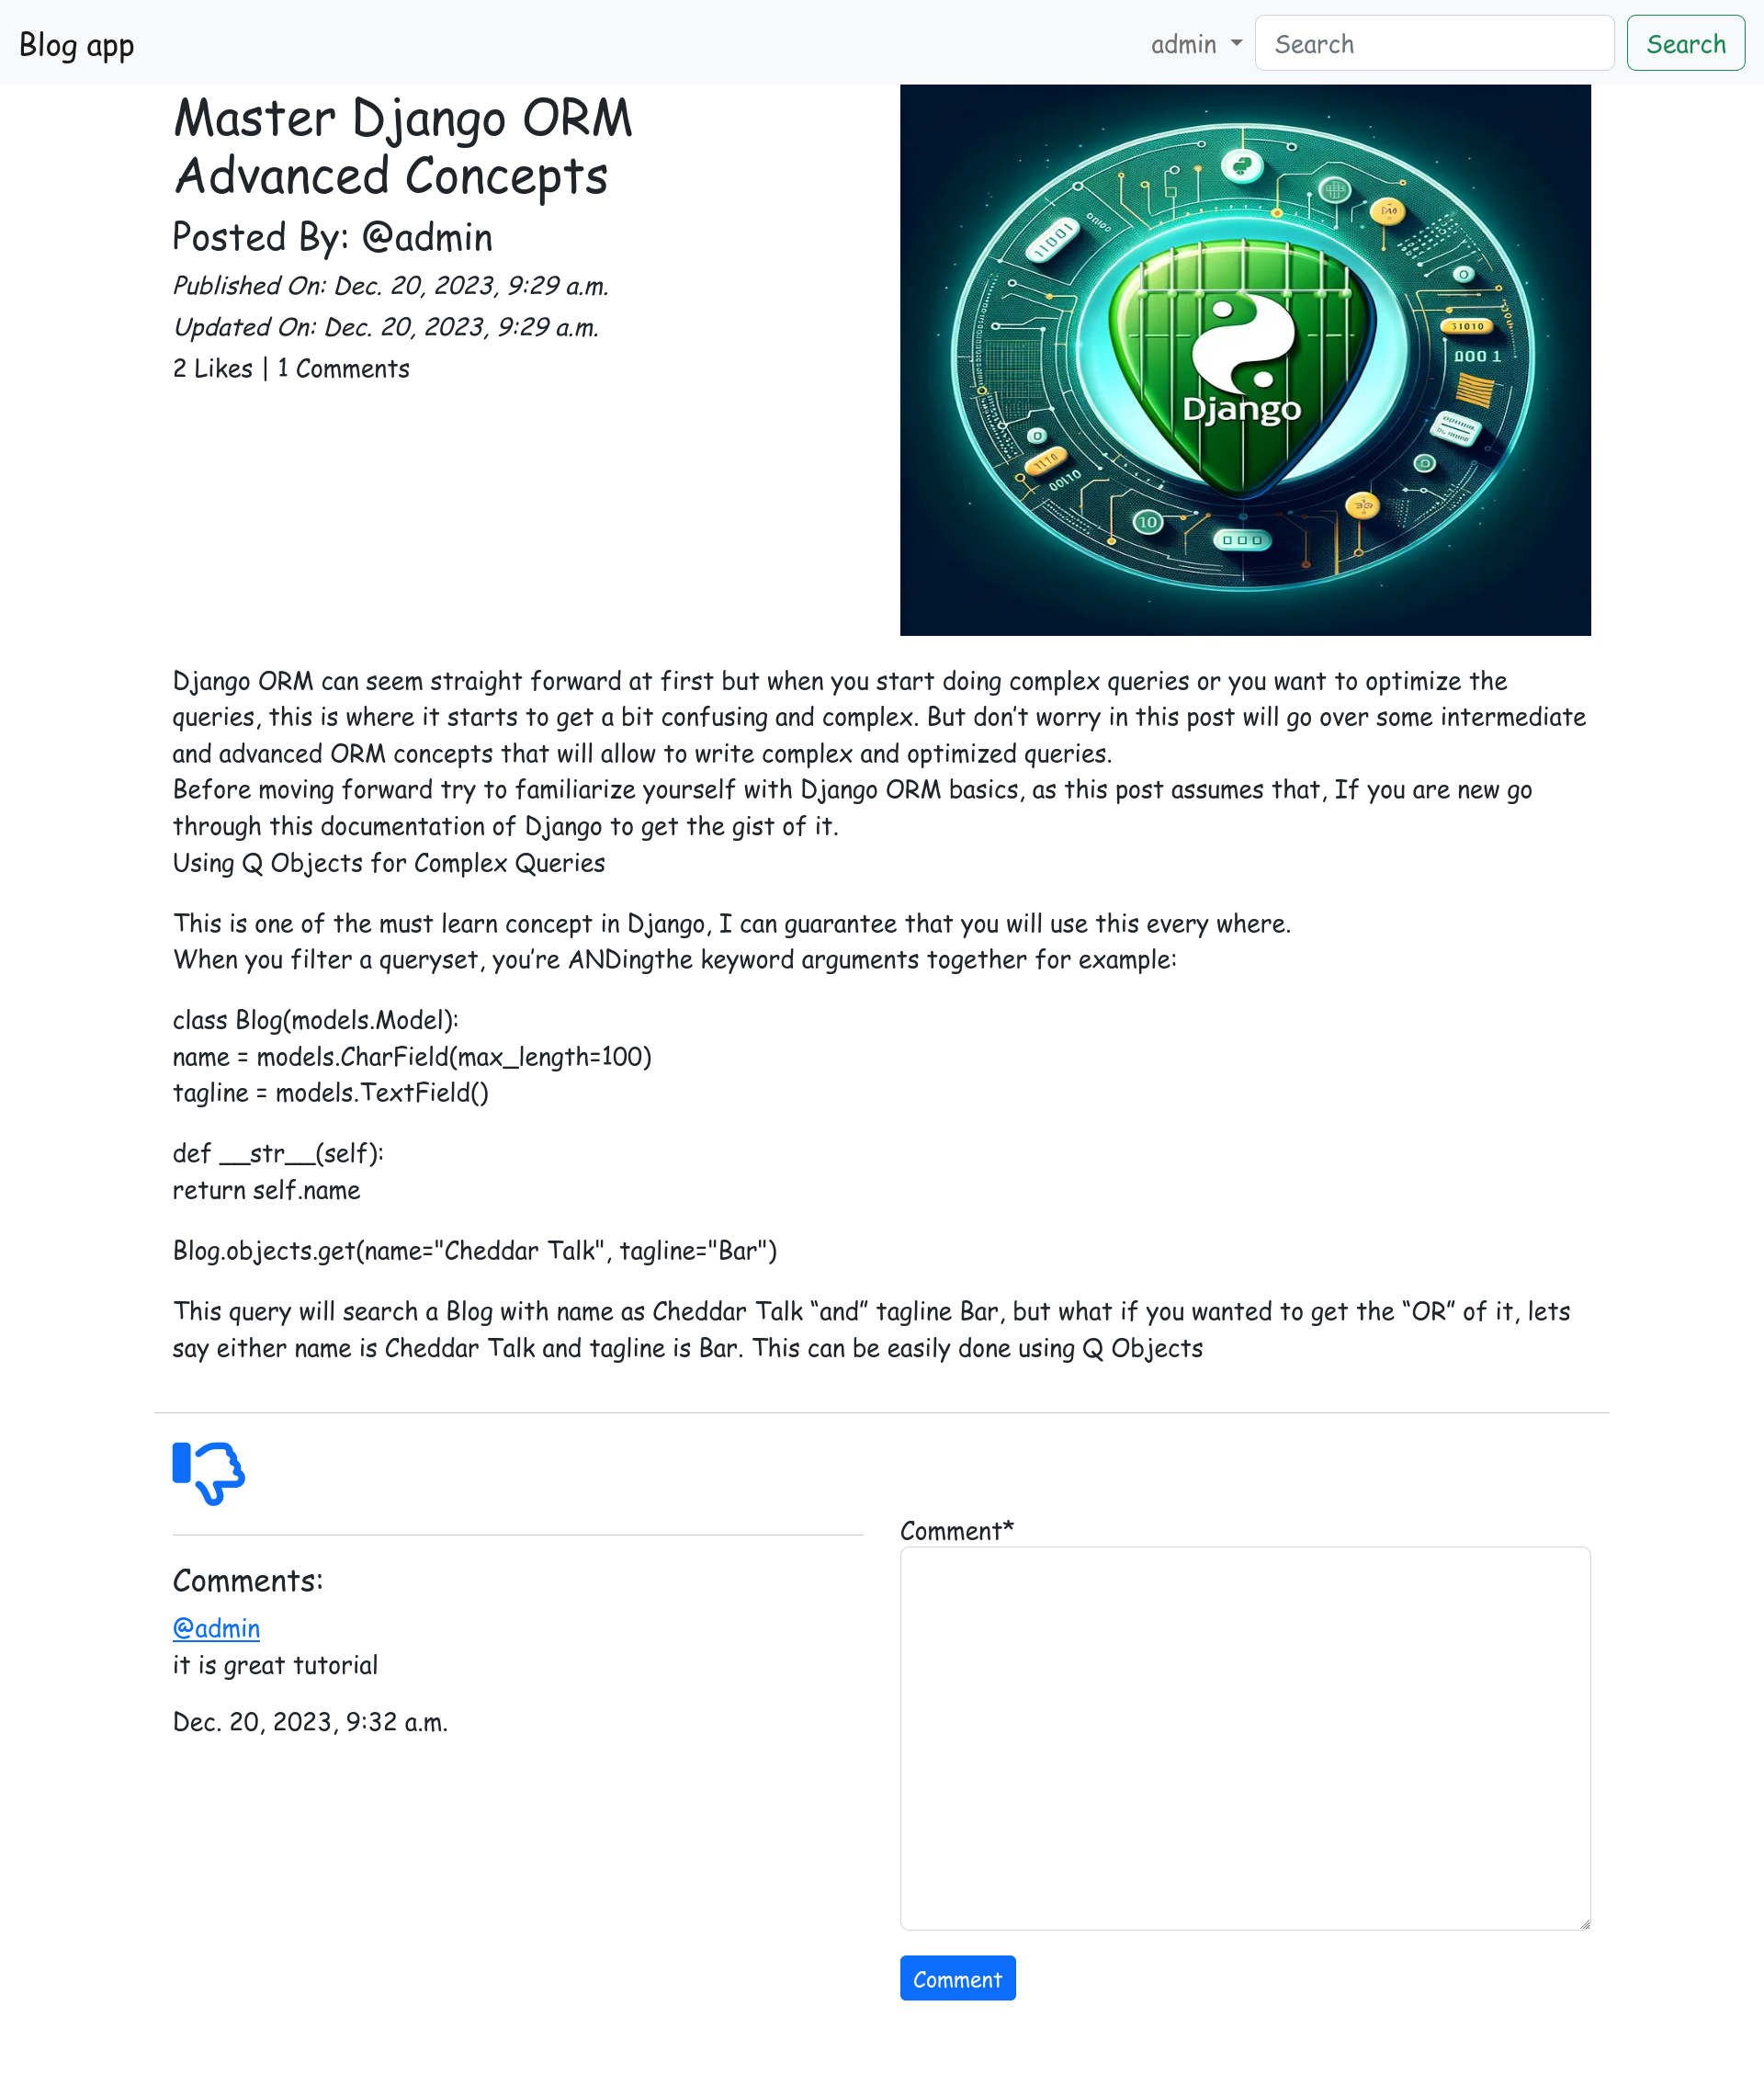 Blog app
admin
Search
Search
Master Django ORM
Advanced Concepts
Posted By: @admin
Published On: Dec. 20, 2023, 9:29 a.m.
Updated On: Dec. 20, 2023, 9:29 a.m.
2 Likes | 1 Comments
11001
31010
000 1
1110
00110
10
Django
Django ORM can seem straight forward at first but when you start doing complex queries or you want to optimize the
queries, this is where it starts to get a bit confusing and complex. But don’t worry in this post will go over some intermediate
and advanced ORM concepts that will allow to write complex and optimized queries.
Before moving forward try to familiarize yourself with Django ORM basics, as this post assumes that, If you are new go
through this documentation of Django to get the gist of it.
Using Q Objects for Complex Queries
This is one of the must learn concept in Django, I can guarantee that you will use this every where.
When you filter a queryset, you’re ANDingthe keyword arguments together for example:
class Blog(models.Model):
name = models.CharField(max_length=100)
tagline = models.TextField()
def __str__(self):
return self.name
Blog.objects.get(name="Cheddar Talk", tagline="Bar")
This query will search a Blog with name as Cheddar Talk “and” tagline Bar, but what if you wanted to get the “OR” of it, lets
say either name is Cheddar Talk and tagline is Bar. This can be easily done using Q Objects
Comments:
@admin
it is great tutorial
Dec. 20, 2023, 9:32 a.m.
Comment*
Comment